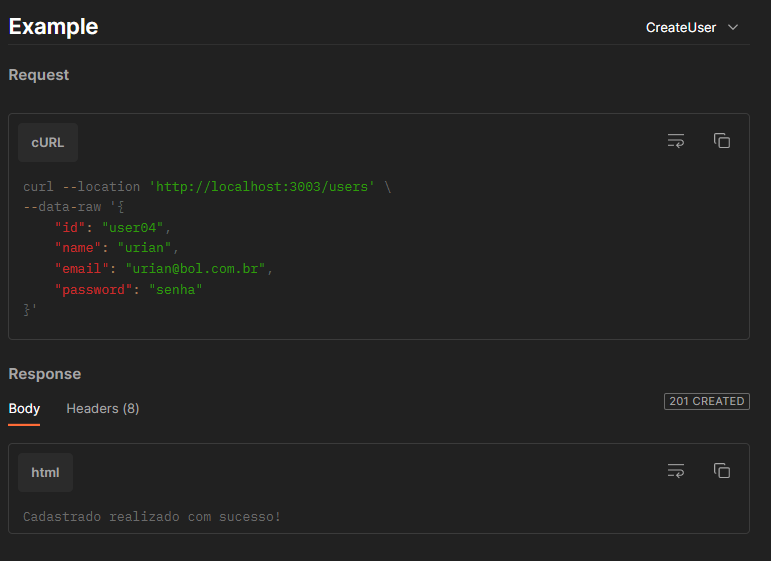 Example
CreateUser
Request
cURL
curl --location 'http://localhost:3003/users' \
--data-raw '{
    "id": "user04",
    "name": "urian",
    "email": "urian@bol.com.br",
    "password": "senha"
}'
Response
Body Headers (8)
201 CREATED
html
Cadastrado realizado com sucesso!